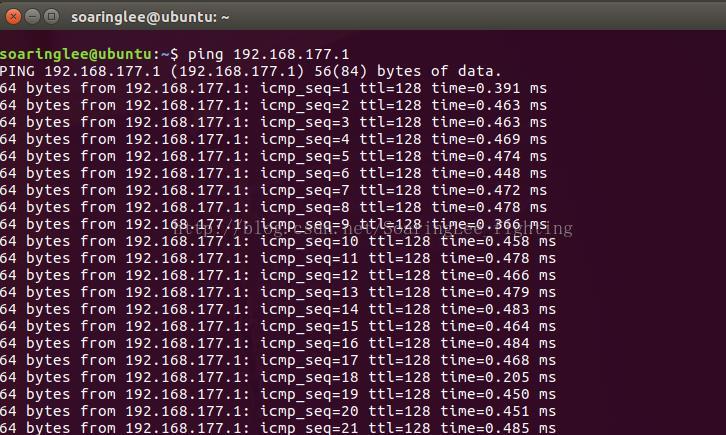 soaringlee@ubuntu: ~
soaringlee@ubuntu:~$ ping 192.168.177.1
PING 192.168.177.1 (192.168.177.1) 56(84) bytes of data.
64 bytes from 192.168.177.1: icmp_seq=1 ttl=128 time=0.391 ms
64 bytes from 192.168.177.1: icmp_seq=2 ttl=128 time=0.463 ms
64 bytes from 192.168.177.1: icmp_seq=3 ttl=128 time=0.463 ms
64 bytes from 192.168.177.1: icmp_seq=4 ttl=128 time=0.469 ms
64 bytes from 192.168.177.1: icmp_seq=5 ttl=128 time=0.474 ms
64 bytes from 192.168.177.1: icmp_seq=6 ttl=128 time=0.448 ms
64 bytes from 192.168.177.1: icmp_seq=7 ttl=128 time=0.472 ms
64 bytes from 192.168.177.1: icmp_seq=8 ttl=128 time=0.478 ms
64 bytes from 192.168.177.1: icmp_seq=9 ttl=128 time=0.366 ms
http://blog.csdn.net/SoaringLee_fighting
64 bytes from 192.168.177.1: icmp_seq=10 ttl=128 time=0.458 ms
64 bytes from 192.168.177.1: icmp_seq=11 ttl=128 time=0.478 ms
64 bytes from 192.168.177.1: icmp_seq=12 ttl=128 time=0.466 ms
64 bytes from 192.168.177.1: icmp_seq=13 ttl=128 time=0.479 ms
64 bytes from 192.168.177.1: icmp_seq=14 ttl=128 time=0.483 ms
64 bytes from 192.168.177.1: icmp_seq=15 ttl=128 time=0.464 ms
64 bytes from 192.168.177.1: icmp_seq=16 ttl=128 time=0.484 ms
64 bytes from 192.168.177.1: icmp_seq=17 ttl=128 time=0.468 ms
64 bytes from 192.168.177.1: icmp_seq=18 ttl=128 time=0.205 ms
64 bytes from 192.168.177.1: icmp_seq=19 ttl=128 time=0.450 ms
64 bytes from 192.168.177.1: icmp_seq=20 ttl=128 time=0.451 ms
64 bytes from 192.168.177.1: icmp_seq=21 ttl=128 time=0.485 ms